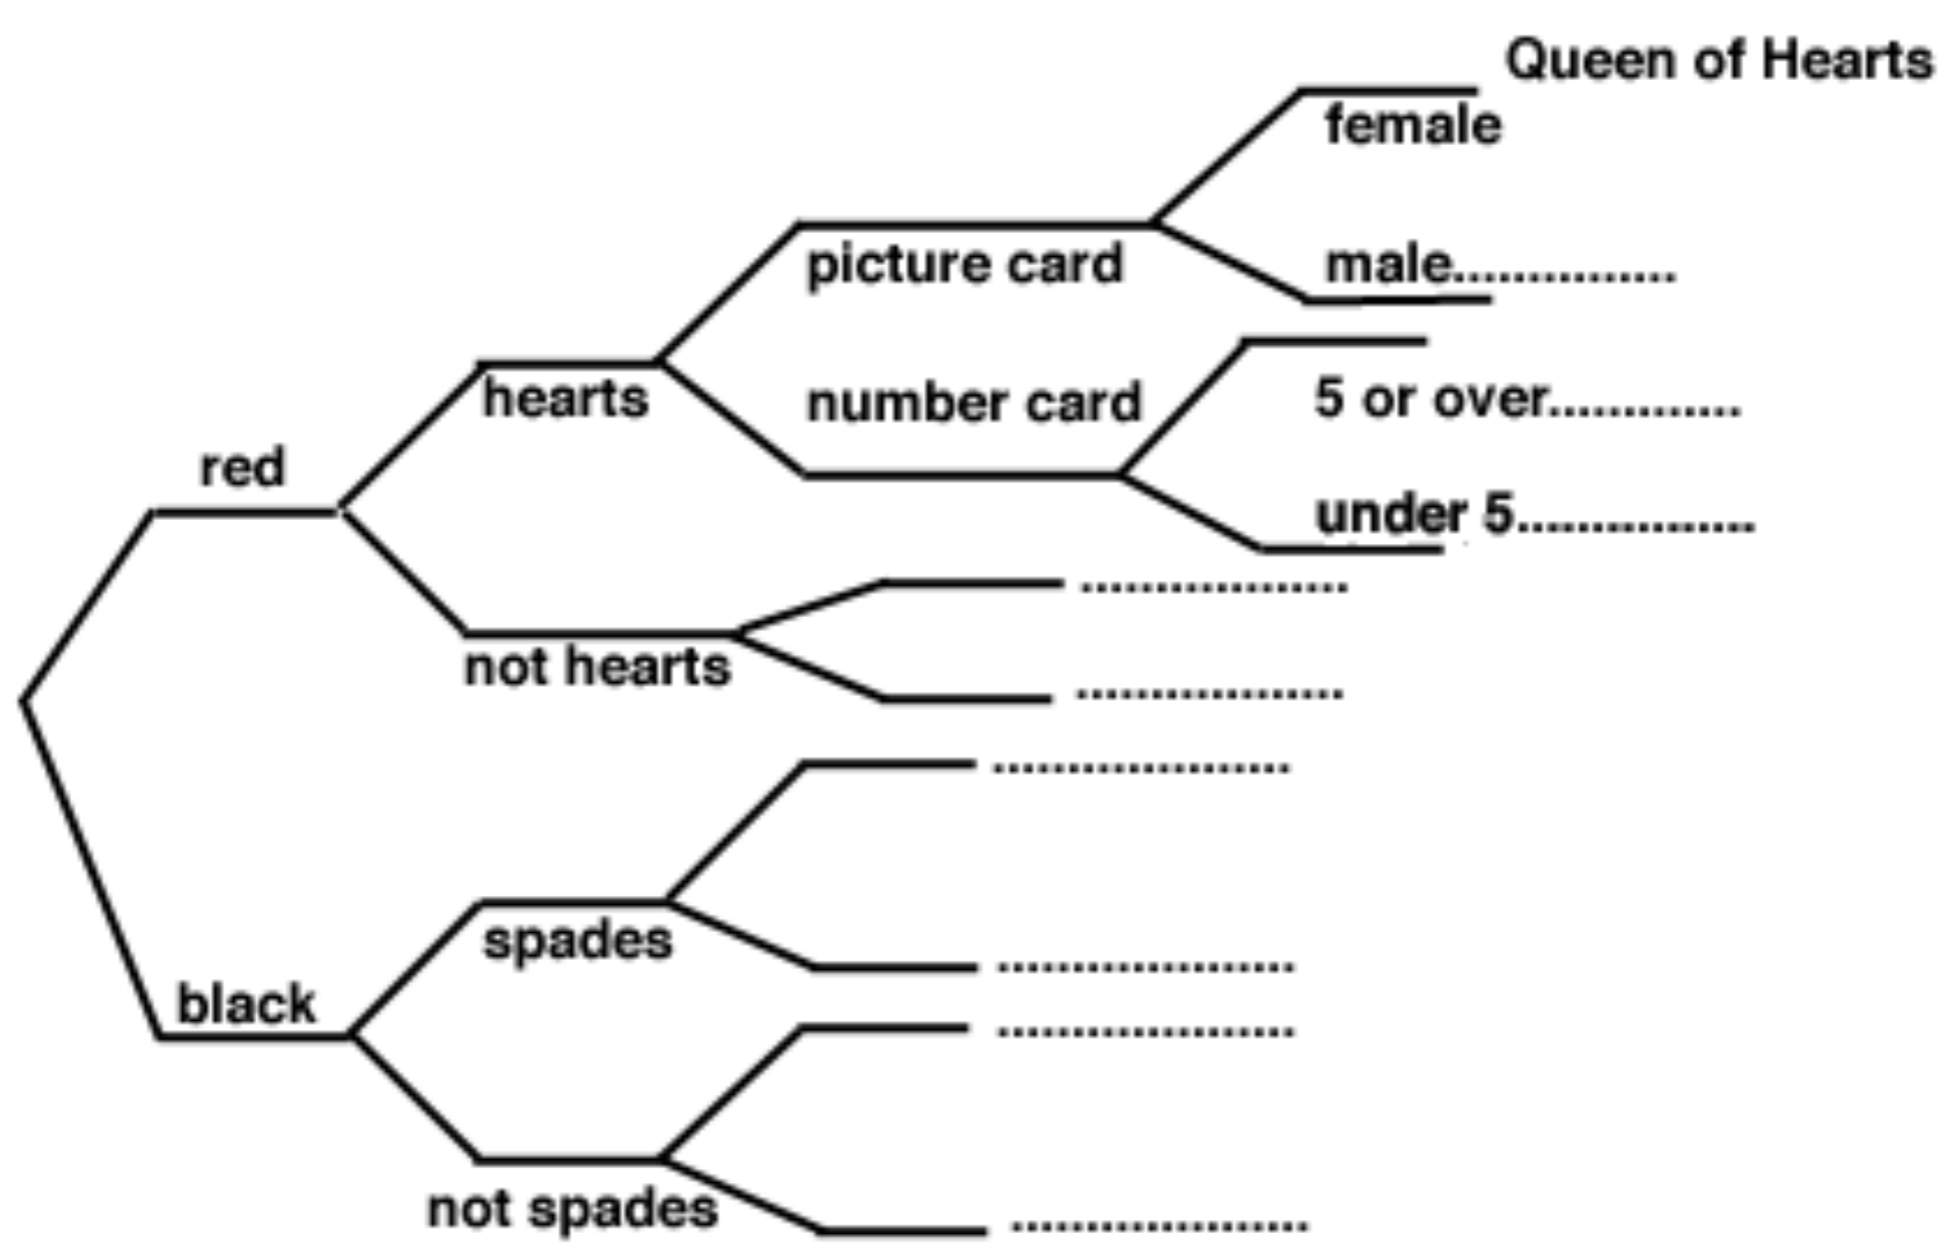 Queen of Hearts
female
picture card
male...............
hearts
number card
5 or over.............
red
under 5................
..................
not hearts
..................
....................
spades
....................
black
....................
not spades
....................